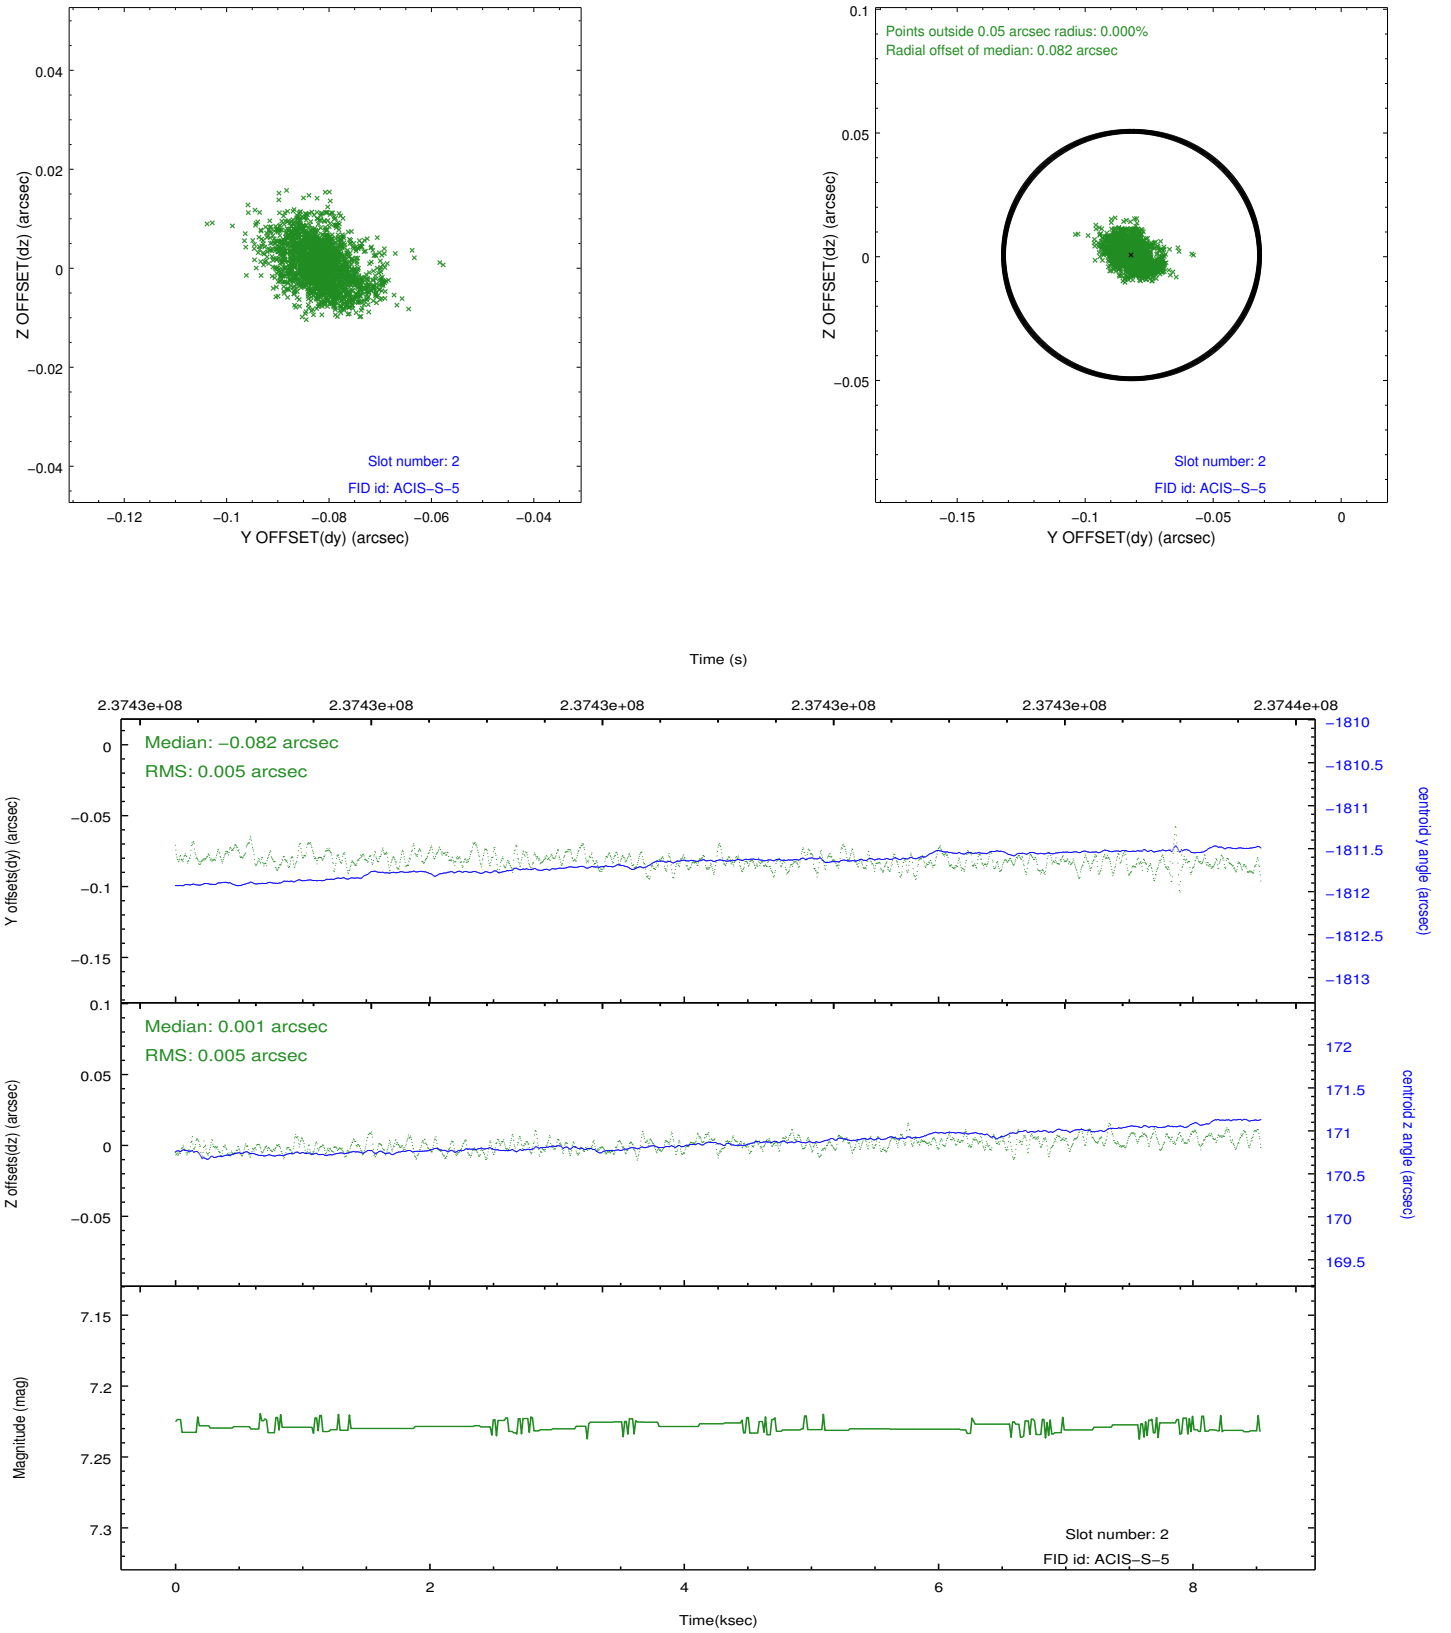 0.04
0.02
0
−0.02
−0.04
Z OFFSET(dz) (arcsec)
Slot number: 2
FID id: ACIS−S−5
−0.12
−0.1
−0.08
−0.06
−0.04
Y OFFSET(dy) (arcsec)
0.1
0.05
0
−0.05
Z OFFSET(dz) (arcsec)
Points outside 0.05 arcsec radius: 0.000%
Radial offset of median: 0.082 arcsec
Slot number: 2
FID id: ACIS−S−5
−0.15
−0.1
−0.05
0
Y OFFSET(dy) (arcsec)
Time (s)
2.3743e+08
2.3743e+08
2.3743e+08
2.3743e+08
2.3743e+08
2.3744e+08
Median: −0.082 arcsec
RMS: 0.005 arcsec
0
−0.05
−0.1
−0.15
Y offsets(dy) (arcsec)
−1810
−1810.5
−1811
−1811.5
−1812
−1812.5
−1813
centroid y angle (arcsec)
Median: 0.001 arcsec
RMS: 0.005 arcsec
0.1
0.05
0
−0.05
Z offsets(dz) (arcsec)
172
171.5
171
170.5
170
169.5
centroid z angle (arcsec)
7.15
7.2
7.25
7.3
Magnitude (mag)
Slot number: 2
FID id: ACIS−S−5
0
2
4
6
8
Time(ksec)